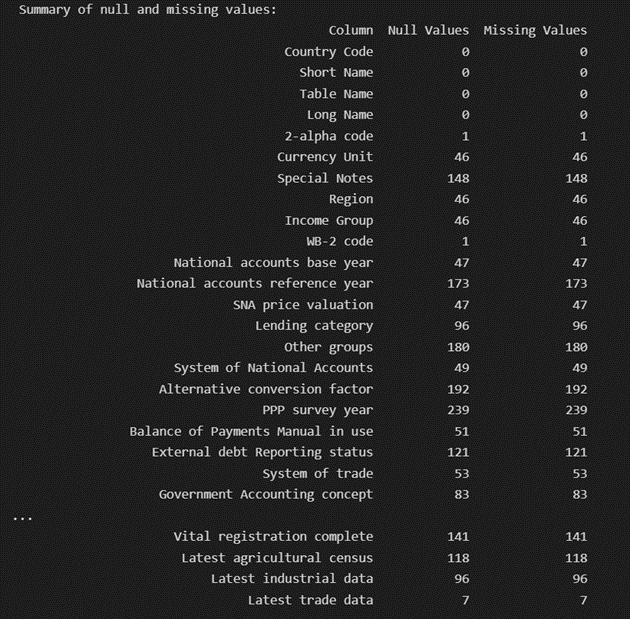 Summary of null and missing values:
Column Null Values Missing Values
Country Code 0 0
Short Name 0 0
Table Name 0 0
Long Name 0 0
2-alpha code 1 1
Currency Unit 46 46
Special Notes 148 148
Region 46 46
Income Group 46 46
WB-2 code 1 1
National accounts base year 47 47
National accounts reference year 173 173
SNA price valuation 47 47
Lending category 96 96
Other groups 180 180
System of National Accounts 49 49
Alternative conversion factor 192 192
PPP survey year 239 239
Balance of Payments Manual in use 51 51
External debt Reporting status 121 121
System of trade 53 53
Government Accounting concept 83 83
...
Vital registration complete 141 141
Latest agricultural census 118 118
Latest industrial data 96 96
Latest trade data 7 7